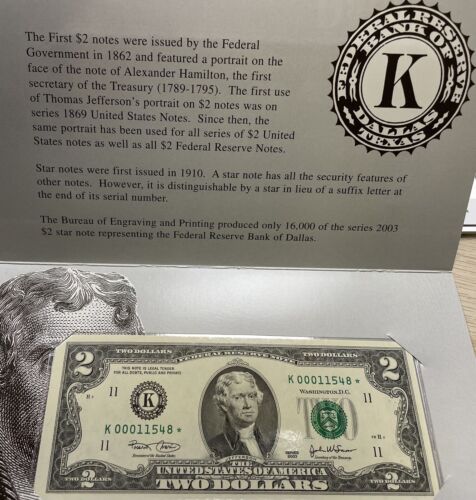 The First $2 notes were issued by the Federal
Government in 1862 and featured a portrait on the
face of the note of Alexander Hamilton, the first
secretary of the Treasury (1789-1795). The first use
of Thomas Jefferson's portrait on $2 notes was on
series 1869 United States Notes. Since then, the
same portrait has been used for all series of $2 United
States notes as well as all $2 Federal Reserve Notes.
Star notes were first issued in 1910. A star note has all the security features of
other notes. However, it is distinguishable by a star in lieu of a suffix letter at
the end of its serial number.
The Bureau of Engraving and Printing produced only 16,000 of the series 2003
$2 star note representing the Federal Reserve Bank of Dallas.
FEDERAL RESERVE
BANK OF
K
DALLAS
TEXAS
2
TWO DOLLARS
FEDERAL RESERVE NOTE
TWO DOLLARS
2
THIS NOTE IS LEGAL TENDER
FOR ALL DEBTS, PUBLIC AND PRIVATE
K 00011548 *
WASHINGTON, D.C.
11
11
K
K 00011548 *
11
11
SERIES
2003
2
THE
UNITED STATES OF AMERICA
TWO DOLLARS
2